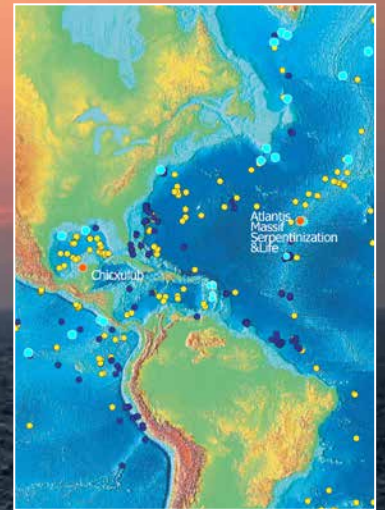 Atlantis
Massif
Serpentinization
&Life
Chicxulub